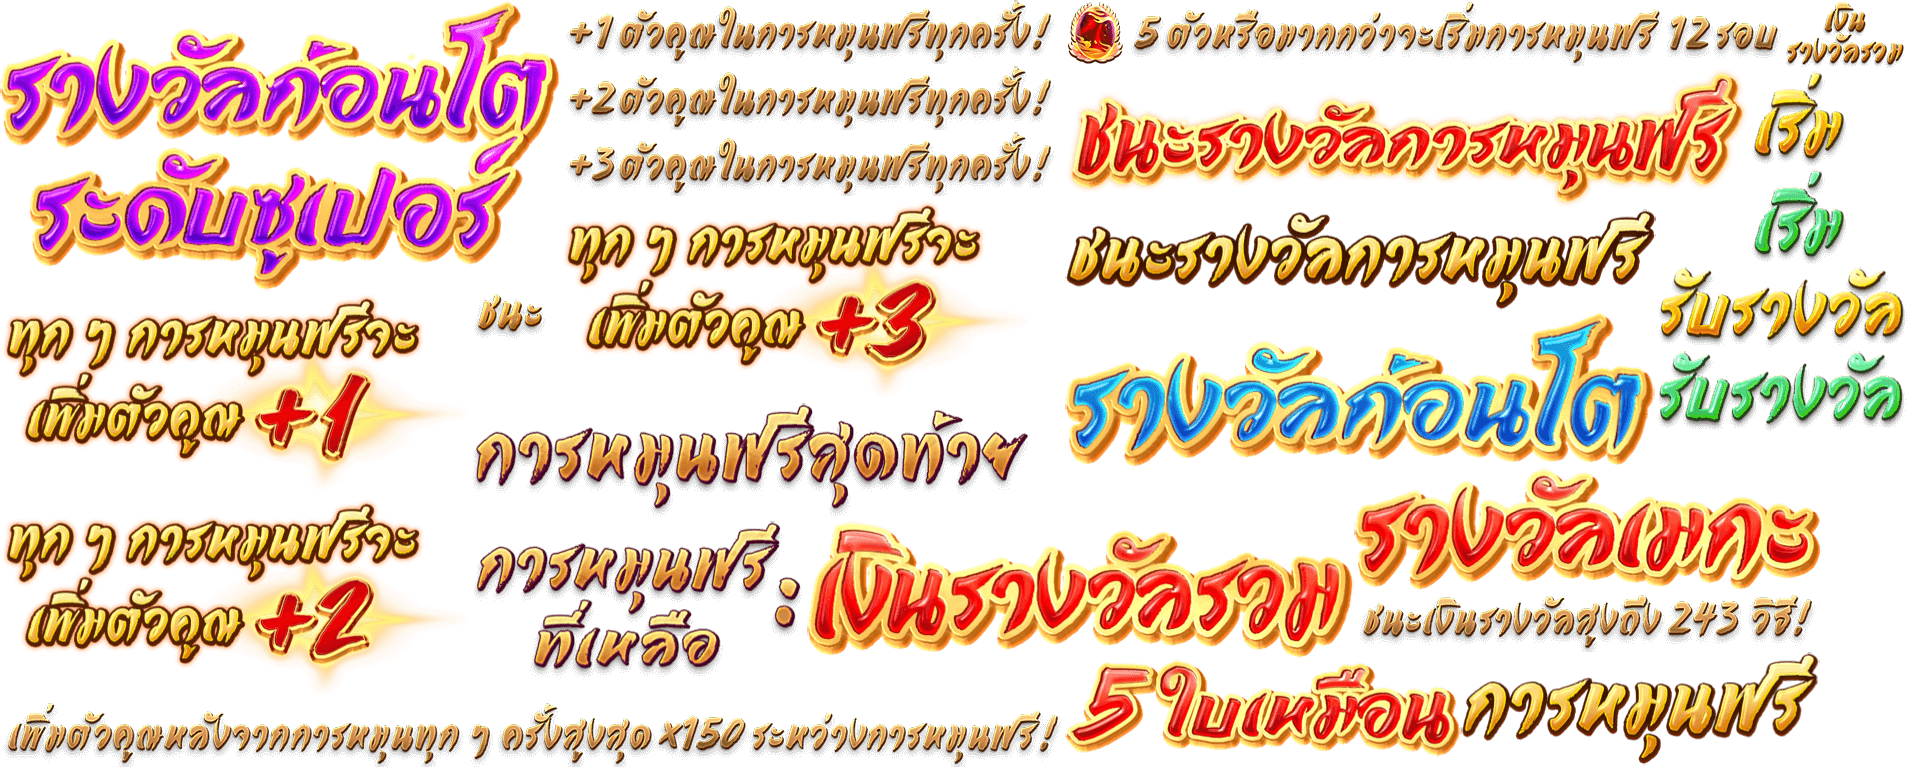 รางวัลก้อนโต
ระดับซูเปอร์
+1 ตัวคูณในการหมุนฟรีทุกครั้ง!
+2 ตัวคูณในการหมุนฟรีทุกครั้ง!
+3 ตัวคูณในการหมุนฟรีทุกครั้ง!
5 ตัวหรือมากกว่าจะเริ่มการหมุนฟรี 12 รอบ
เงิน
รางวัลรวม
ชนะรางวัลการหมุนฟรี
เริ่ม
เริ่ม
ทุก ๆ การหมุนฟรีจะ
เพิ่มตัวคูณ +3
ชนะรางวัลการหมุนฟรี
รับรางวัล
รับรางวัล
ทุก ๆ การหมุนฟรีจะ
เพิ่มตัวคูณ +1
ชนะ
รางวัลก้อนโต
การหมุนฟรีสุดท้าย
ทุก ๆ การหมุนฟรีจะ
เพิ่มตัวคูณ +2
การหมุนฟรี
ที่เหลือ
:
เงินรางวัลรวม
รางวัลเมกะ
ชนะเงินรางวัลสูงถึง 243 วิธี!
5 ใบเหมือน
การหมุนฟรี
เพิ่มตัวคูณหลังจากการหมุนทุก ๆ ครั้งสูงสุด x150 ระหว่างการหมุนฟรี!